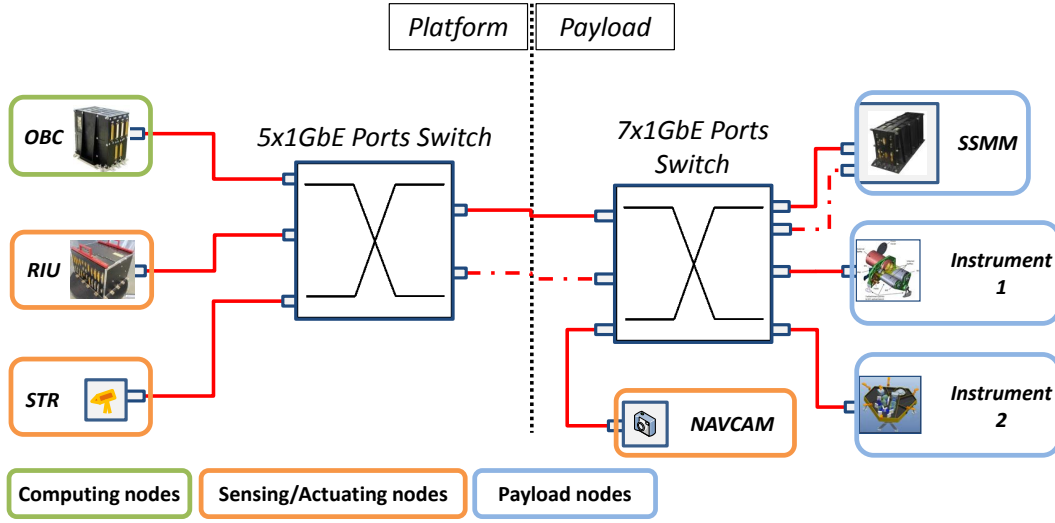 Platform
Payload
OBC
5x1GbE Ports Switch
7x1GbE Ports
Switch
SSMM
RIU
Instrument
1
STR
NAVCAM
Instrument
2
Computing nodes
Sensing/Actuating nodes
Payload nodes